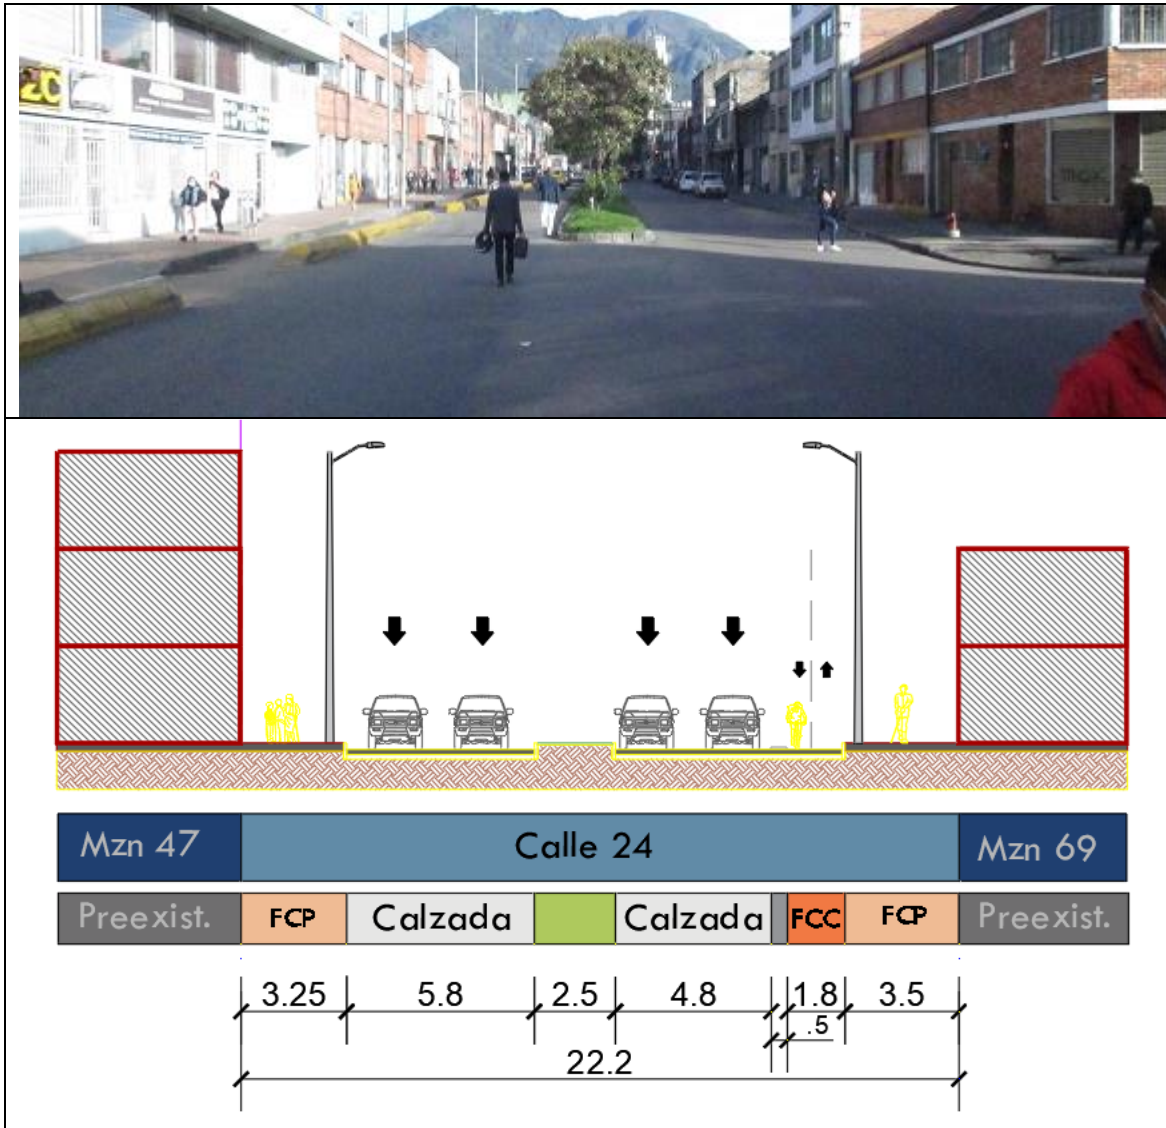 2C
Mzn 47
Calle 24
Mzn 69
Preexist.
FCP
Calzada
Calzada
FCC
FCP
Preexist.
3.25
5.8
2.5
4.8
1.8
3.5
.5
22.2